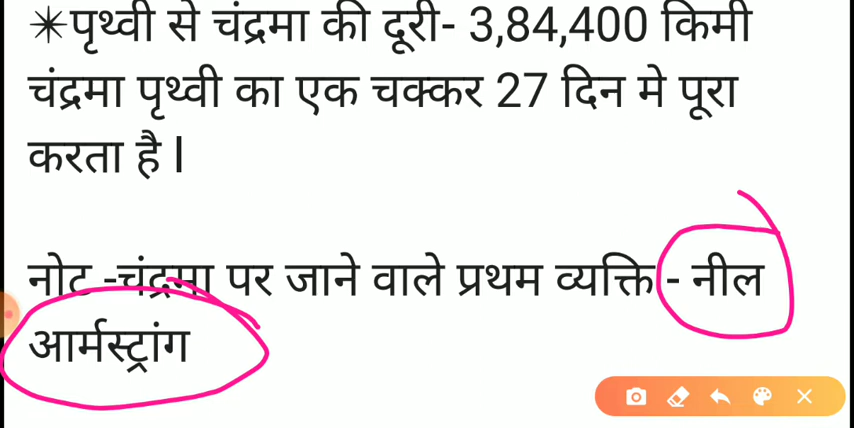 ✳पृथ्वी से चंद्रमा की दूरी- 3,84,400 किमी
चंद्रमा पृथ्वी का एक चक्कर 27 दिन मे पूरा
करता है l
नोट -चंद्रमा पर जाने वाले प्रथम व्यक्ति - नील
आर्मस्ट्रांग